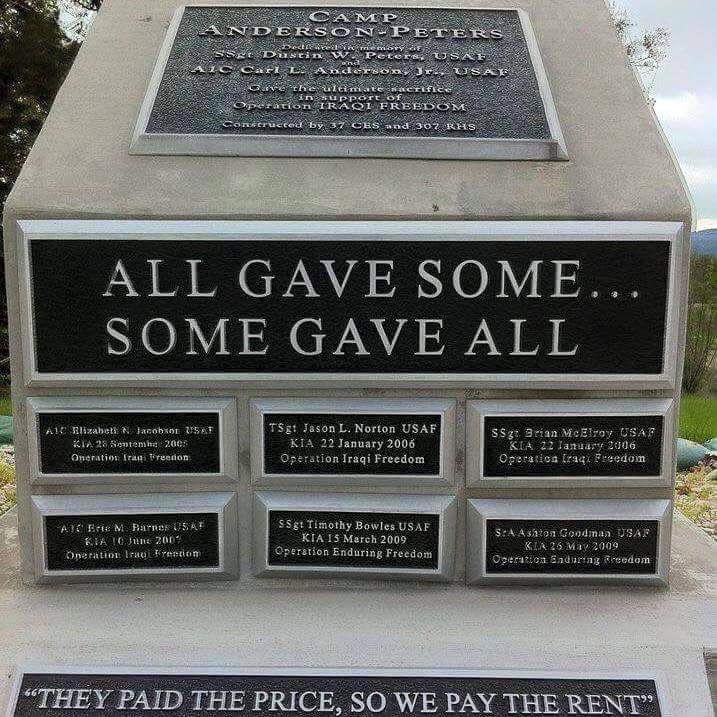 CAMP
ANDERSON-PETERS
Dedicated in memory of
SSgt Dustin W. Peters, USAF
and
A1C Carl L. Anderson, Jr., USAF
Gave the ultimate sacrifice
in support of
Operation IRAQI FREEDOM
Constructed by 37 CES and 307 RHS
ALL GAVE SOME...
SOME GAVE ALL
A1C Elizabeth N. Jacobson USAF
KIA 28 September 2005
Operation Iraqi Freedom
TSgt Jason L. Norton USAF
KIA 22 January 2006
Operation Iraqi Freedom
SSgt Brian McElroy USAF
KIA 22 January 2006
Operation Iraqi Freedom
A1C Eric M. Barnes USAF
KIA 10 June 2007
Operation Iraqi Freedom
SSgt Timothy Bowles USAF
KIA 15 March 2009
Operation Enduring Freedom
SrA Ashton Goodman USAF
KIA 26 May 2009
Operation Enduring Freedom
“THEY PAID THE PRICE, SO WE PAY THE RENT”